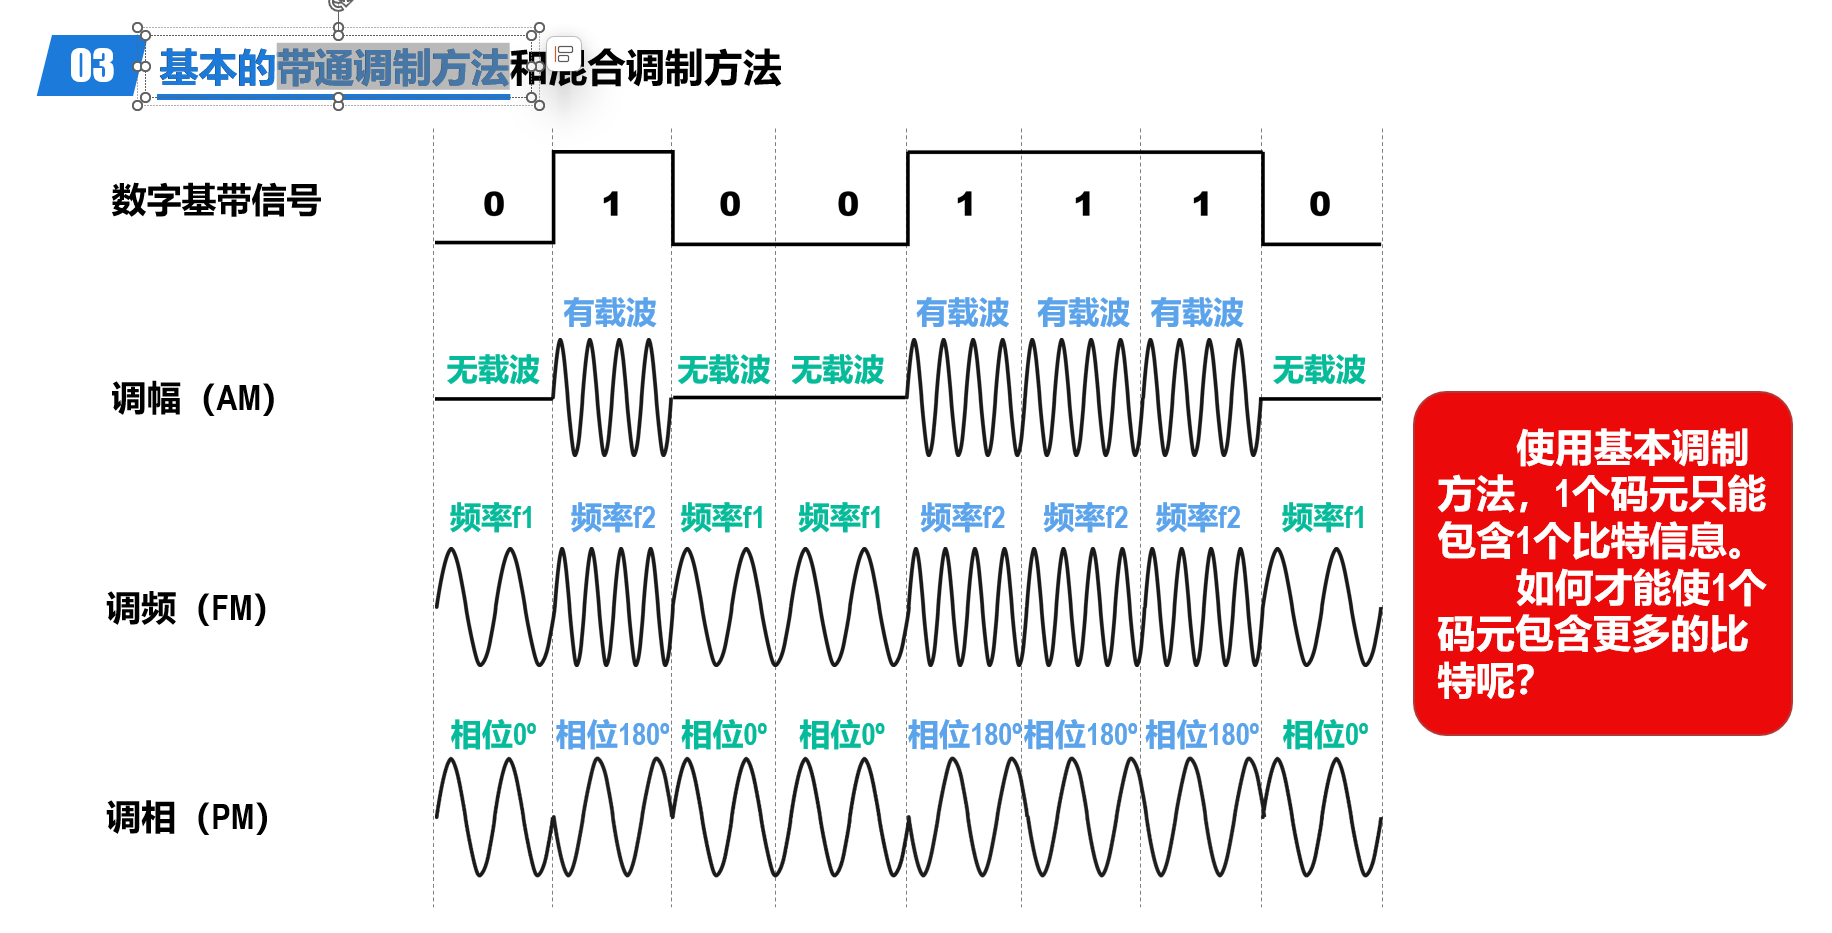 03 基本的带通调制方法和混合调制方法
数字基带信号 0 1 0 0 1 1 1 0
有载波 有载波 有载波 有载波
无载波 无载波 无载波 无载波
调幅（AM）
频率f1 频率f2 频率f1 频率f1 频率f2 频率f2 频率f2 频率f1
调频（FM）
相位0º 相位180º 相位0º 相位0º 相位180º 相位180º 相位180º 相位0º
调相（PM）
使用基本调制
方法，1个码元只能
包含1个比特信息。
如何才能使1个
码元包含更多的比
特呢？